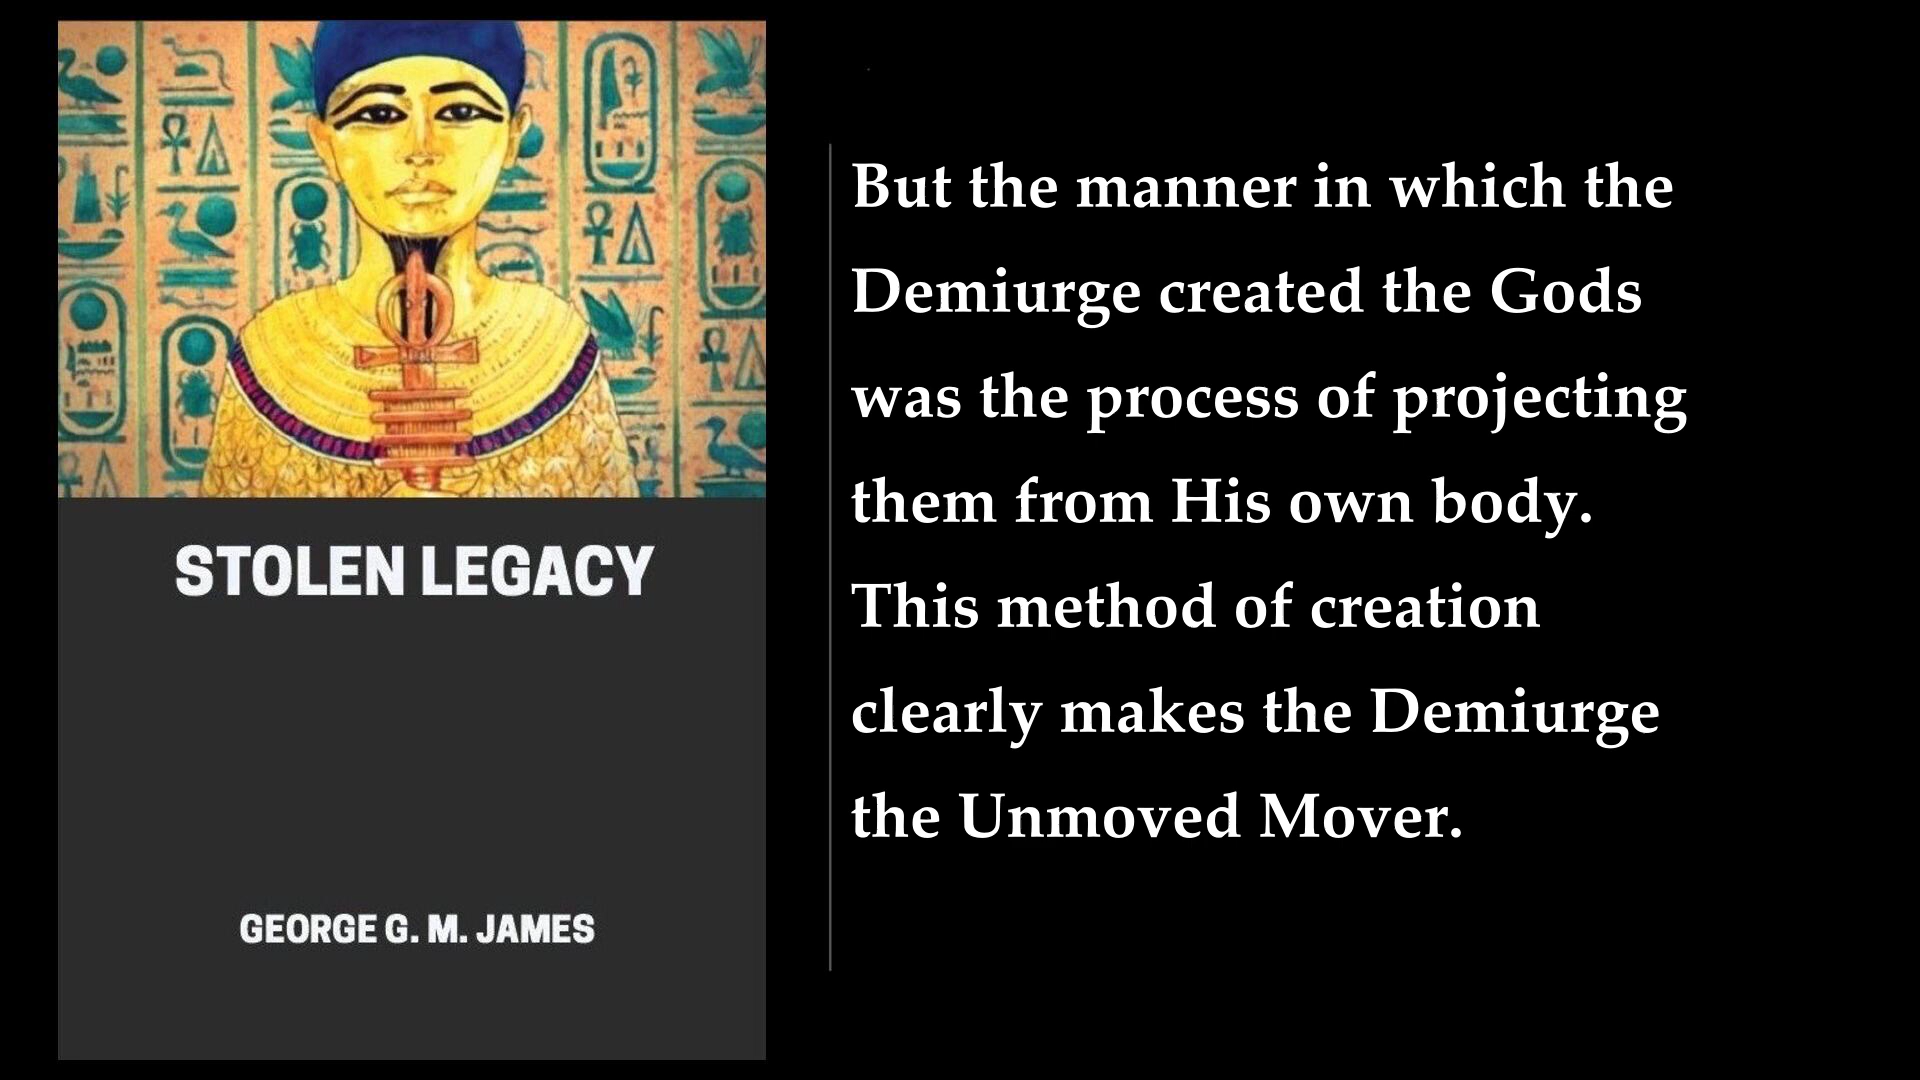 STOLEN LEGACY
GEORGE G. M. JAMES
But the manner in which the
Demiurge created the Gods
was the process of projecting
them from His own body.
This method of creation
clearly makes the Demiurge
the Unmoved Mover.